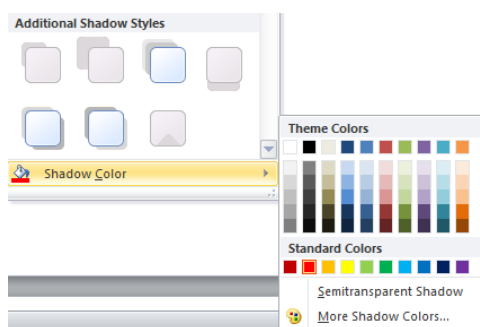 Additional Shadow Styles
Shadow Color
Theme Colors
Standard Colors
Semitransparent Shadow
More Shadow Colors...